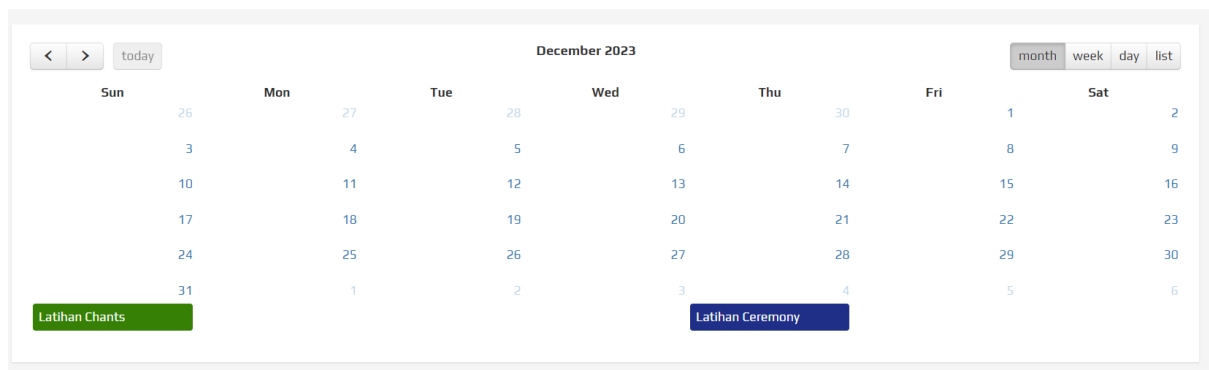 today December 2023 month week day list
Sun Mon Tue Wed Thu Fri Sat
26 27 28 29 30 1 2
3 4 5 6 7 8 9
10 11 12 13 14 15 16
17 18 19 20 21 22 23
24 25 26 27 28 29 30
31 1 2 3 4 5 6
Latihan Chants Latihan Ceremony